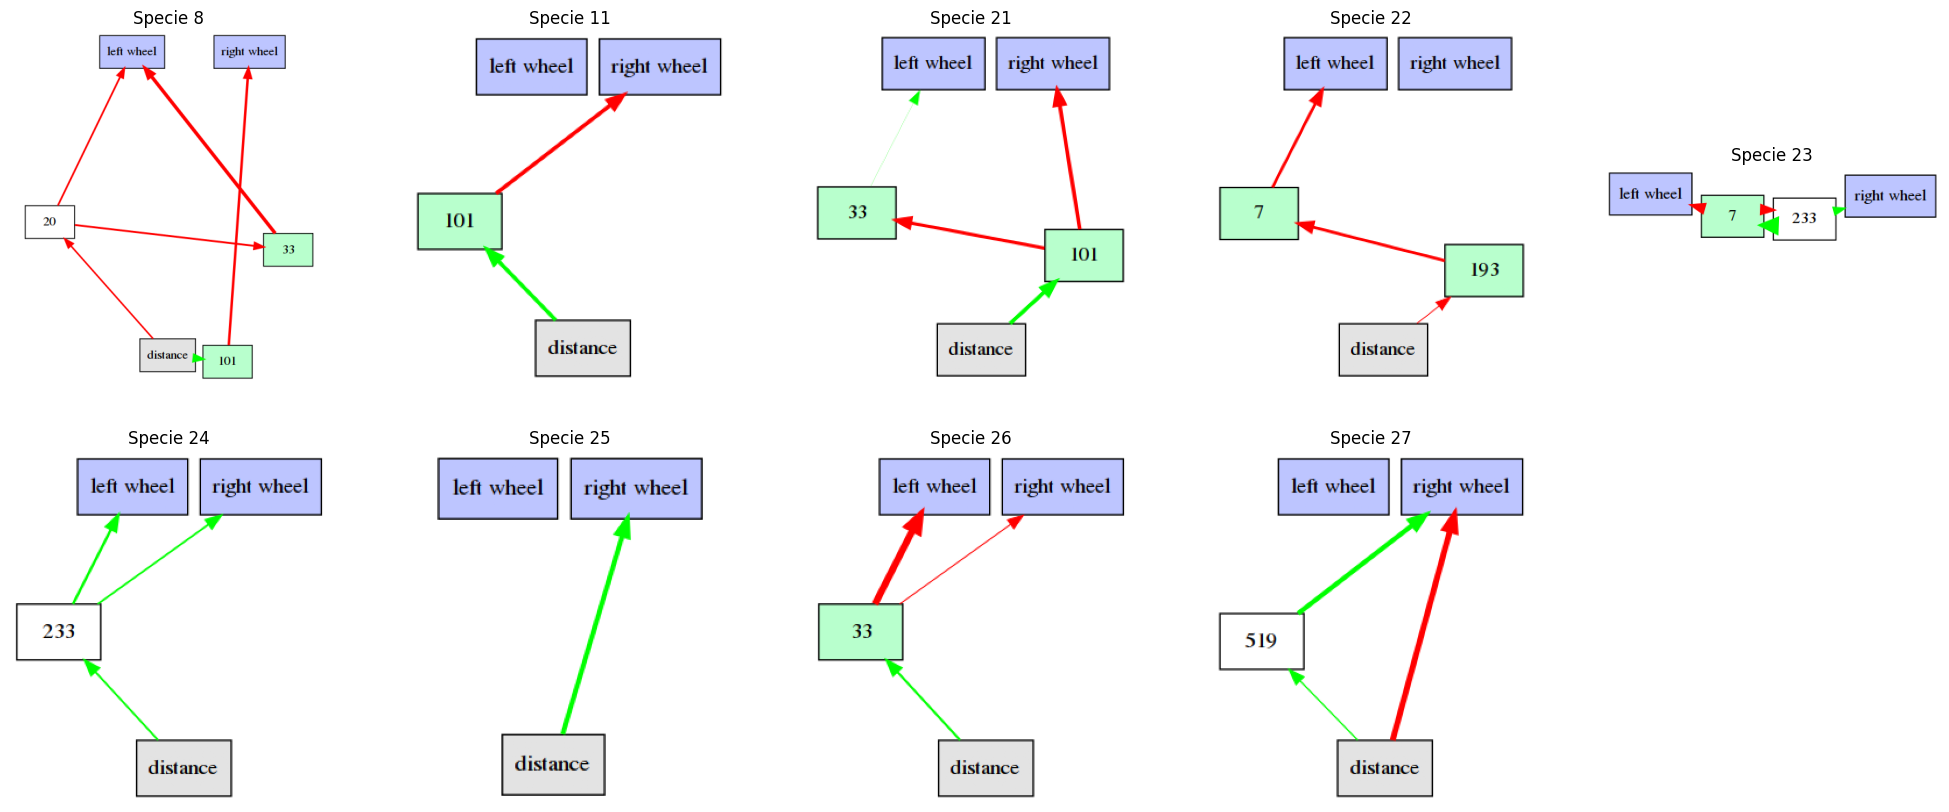 Specie 8
left wheel
right wheel
20
33
distance
101
Specie 11
left wheel
right wheel
101
distance
Specie 21
left wheel
right wheel
33
101
distance
Specie 22
left wheel
right wheel
7
193
distance
Specie 23
left wheel
7
233
right wheel
Specie 24
left wheel
right wheel
233
distance
Specie 25
left wheel
right wheel
distance
Specie 26
left wheel
right wheel
33
distance
Specie 27
left wheel
right wheel
519
distance